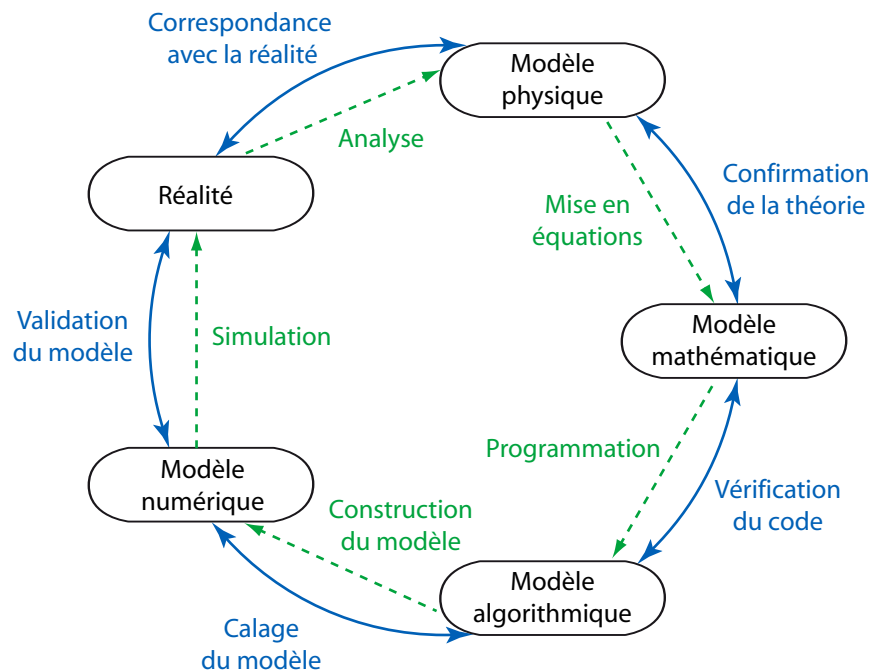 Correspondance
avec la réalité
Modèle
physique
Analyse
Réalité
Confirmation
de la théorie
Mise en
équations
Validation
du modèle
Simulation
Modèle
mathématique
Programmation
Modèle
numérique
Construction
du modèle
Vérification
du code
Modèle
algorithmique
Calage
du modèle